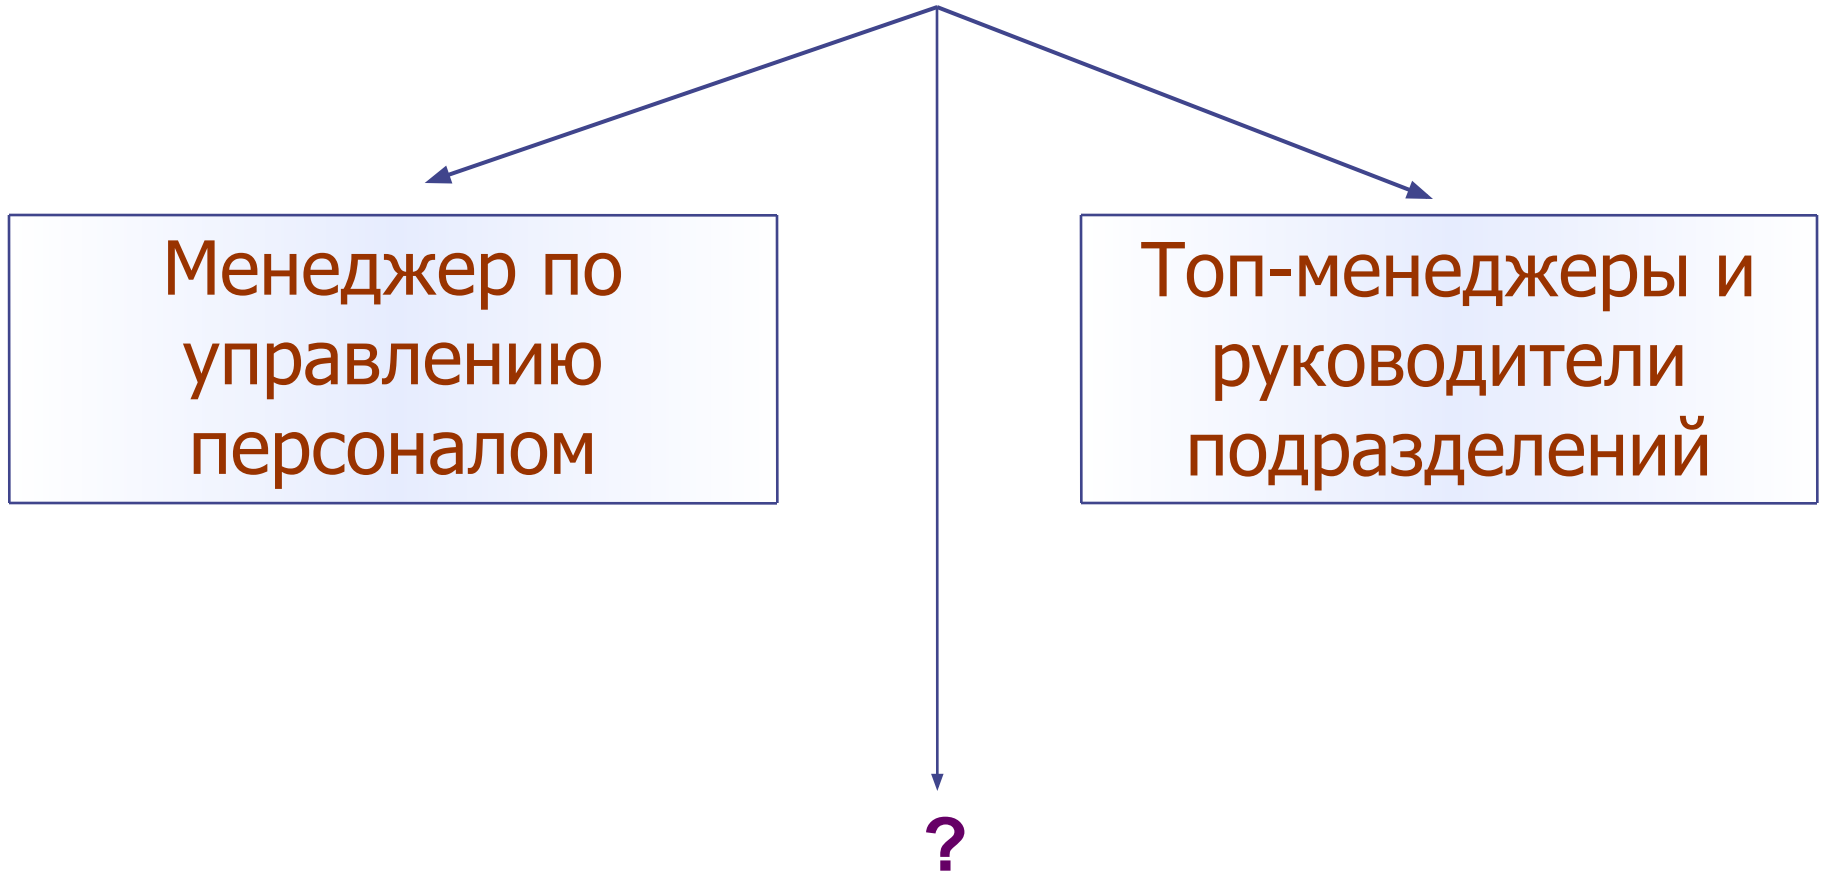 Менеджер по
управлению
персоналом
Топ-менеджеры и
руководители
подразделений
?